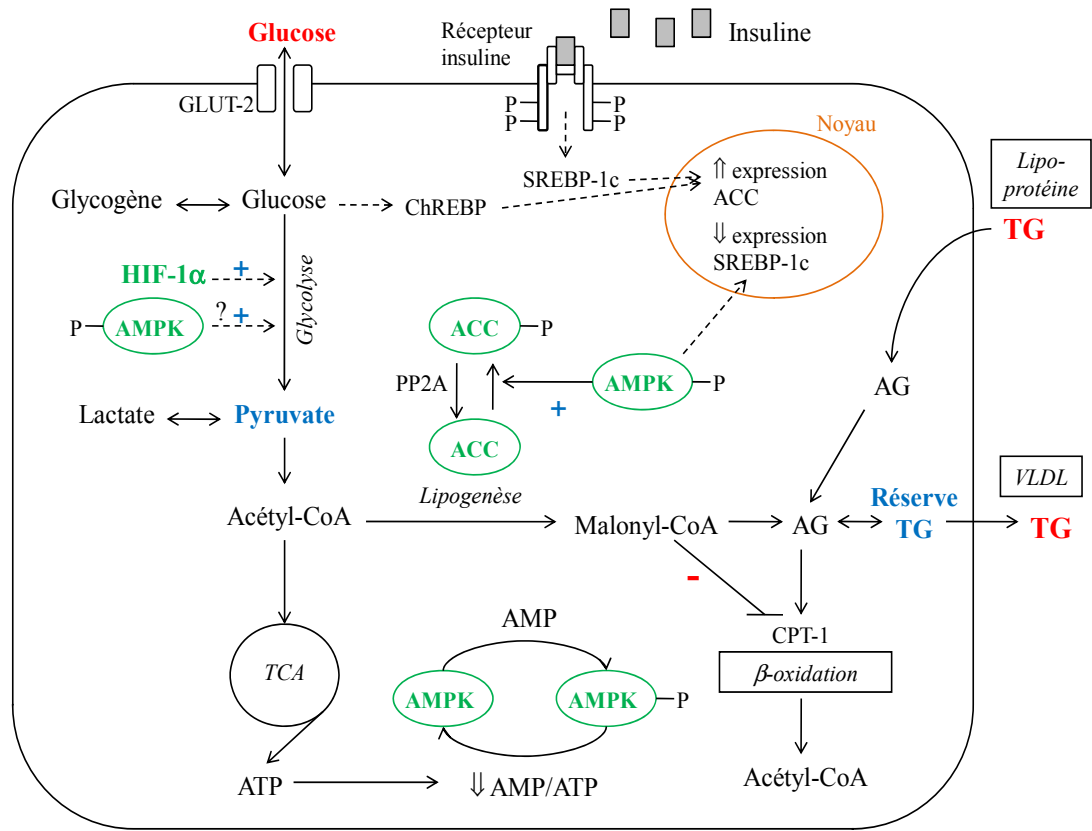 Glucose
Récepteur
insuline
Insuline
GLUT-2
P
P
P
P
Noyau
SREBP-1c
⇑ expression
ACC
⇓ expression
SREBP-1c
Lipo-
protéine
TG
Glycogène
Glucose
ChREBP
HIF-1α
+
P
AMPK
? +
Glycolyse
ACC
P
PP2A
+
AMPK
P
AG
Lactate
Pyruvate
ACC
Lipogenèse
Acétyl-CoA
Malonyl-CoA
AG
Réserve
TG
VLDL
TG
-
CPT-1
β-oxidation
Acétyl-CoA
TCA
AMP
AMPK
AMPK
P
ATP
⇓ AMP/ATP